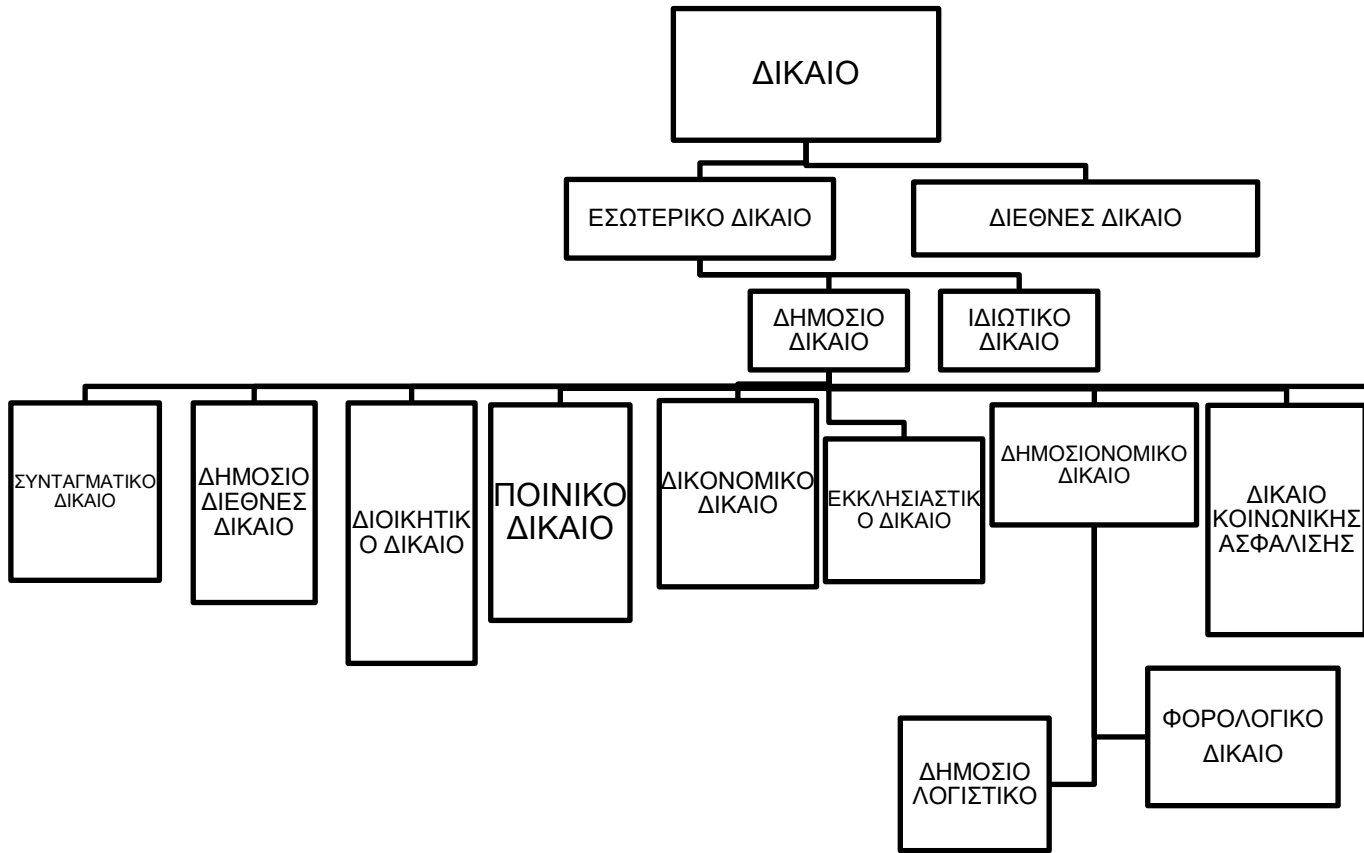 ΔΙΚΑΙΟ
ΕΣΩΤΕΡΙΚΟ ΔΙΚΑΙΟ
ΔΙΕΘΝΕΣ ΔΙΚΑΙΟ
ΔΗΜΟΣΙΟ
ΔΙΚΑΙΟ
ΙΔΙΩΤΙΚΟ
ΔΙΚΑΙΟ
ΣΥΝΤΑΓΜΑΤΙΚΟ
ΔΙΚΑΙΟ
ΔΗΜΟΣΙΟ
ΔΙΕΘΝΕΣ
ΔΙΚΑΙΟ
ΔΙΟΙΚΗΤΙΚ
Ο ΔΙΚΑΙΟ
ΠΟΙΝΙΚΟ
ΔΙΚΑΙΟ
ΔΙΚΟΝΟΜΙΚΟ
ΔΙΚΑΙΟ
ΕΚΚΛΗΣΙΑΣΤΙΚ
Ο ΔΙΚΑΙΟ
ΔΗΜΟΣΙΟΝΟΜΙΚΟ
ΔΙΚΑΙΟ
ΔΙΚΑΙΟ
ΚΟΙΝΩΝΙΚΗΣ
ΑΣΦΑΛΙΣΗΣ
ΔΗΜΟΣΙΟ
ΛΟΓΙΣΤΙΚΟ
ΦΟΡΟΛΟΓΙΚΟ
ΔΙΚΑΙΟ